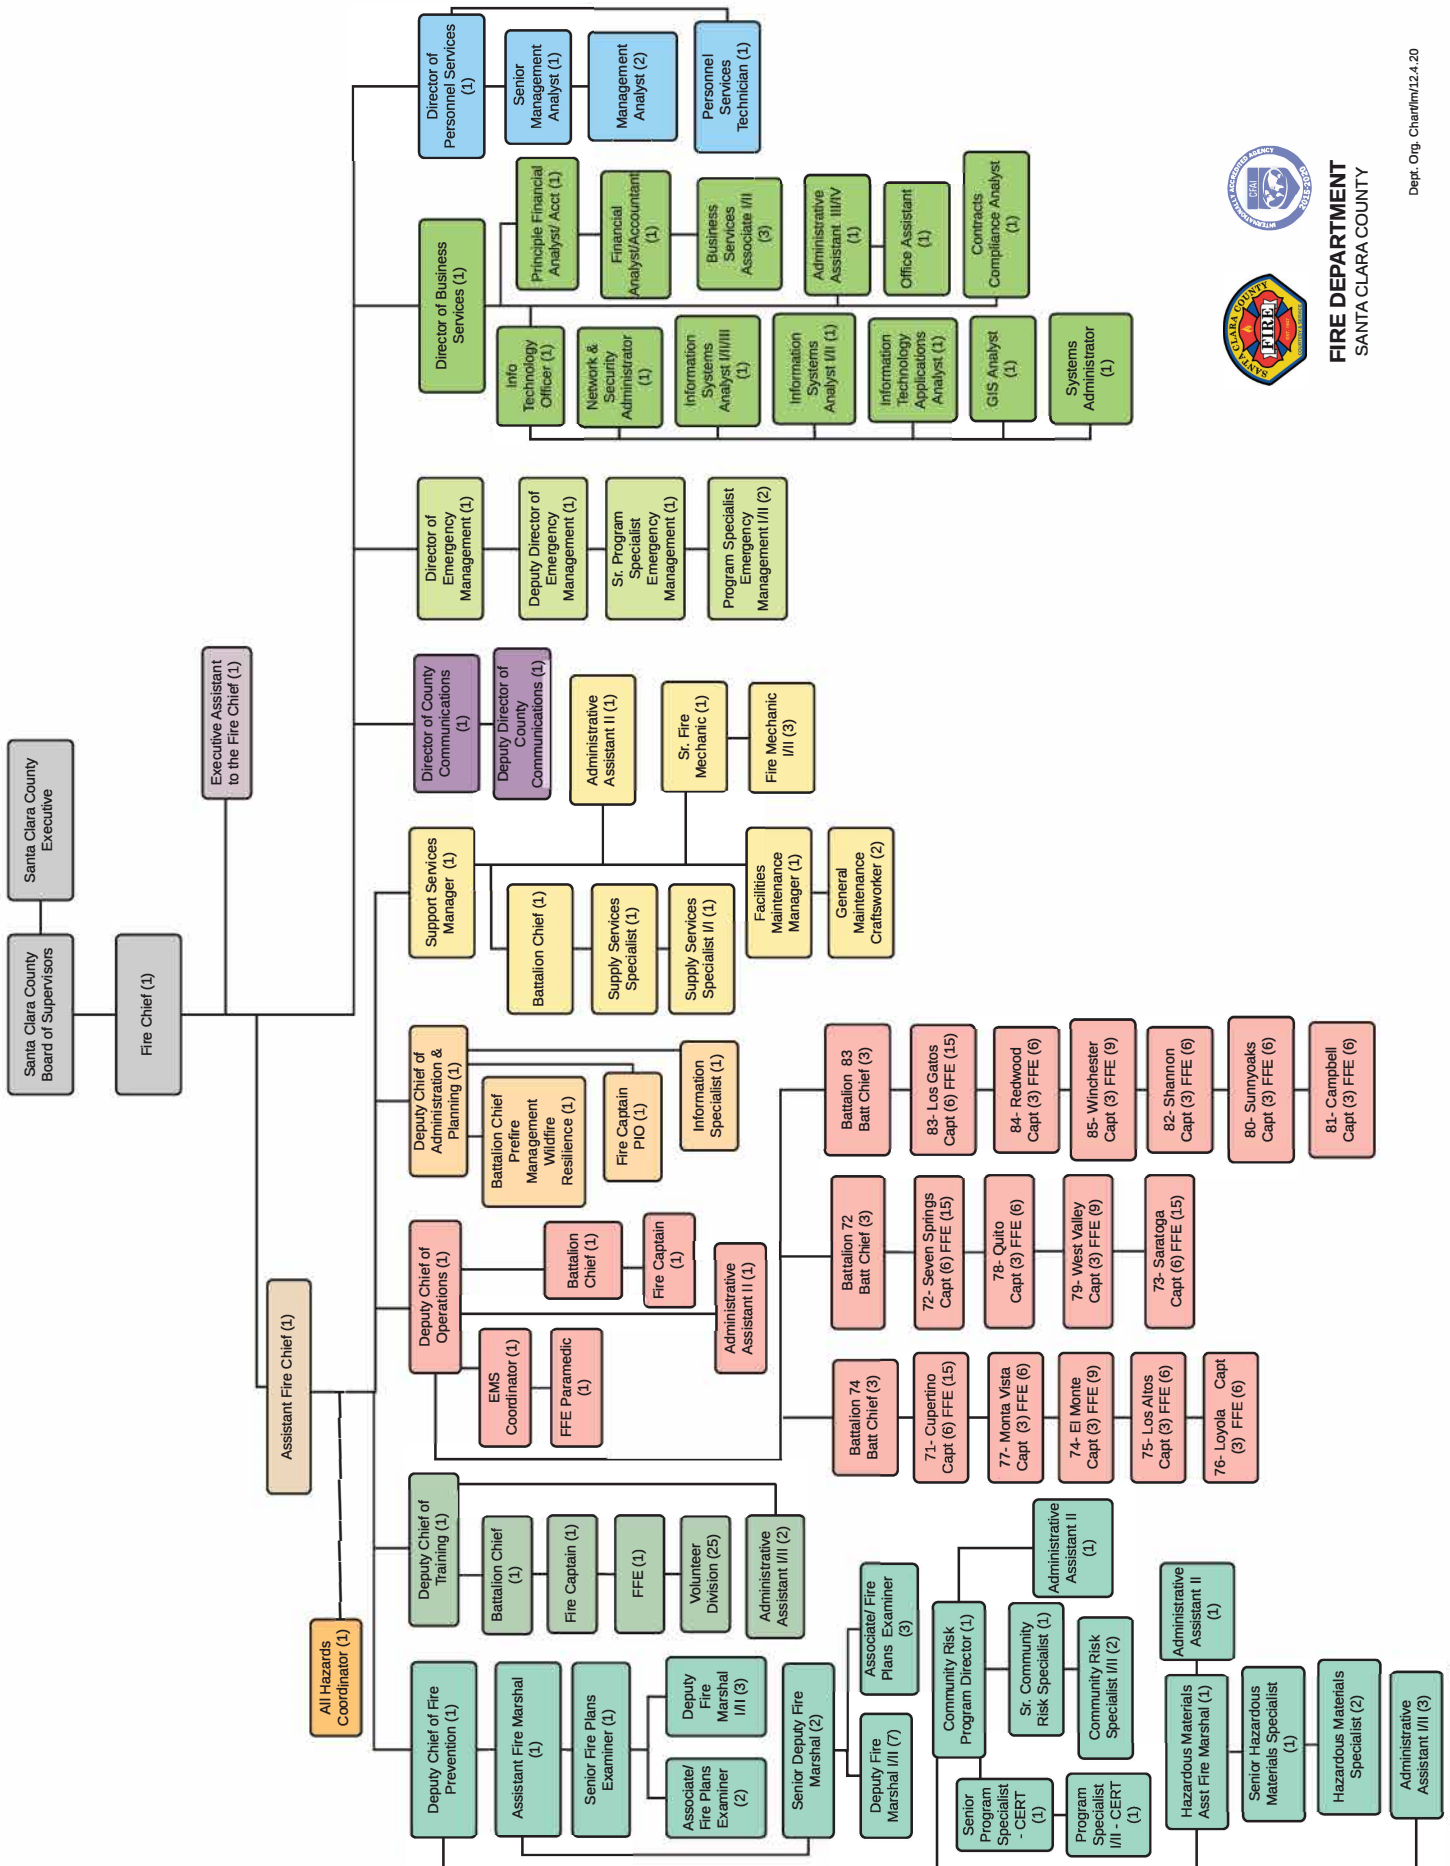 Santa Clara County
Board of Supervisors
Santa Clara County
Executive
Fire Chief (1)
Executive Assistant
to the Fire Chief (1)
Assistant Fire Chief (1)
All Hazards
Coordinator (1)
Deputy Chief of Fire
Prevention (1)
Assistant Fire Marshal
(1)
Senior Fire Plans
Examiner (1)
Associate/
Fire Plans
Examiner
(2)
Deputy
Fire
Marshal
I/II (3)
Senior Deputy Fire
Marshal (2)
Deputy Fire
Marshal I/II (7)
Associate/ Fire
Plans Examiner
(3)
Community Risk
Program Director (1)
Administrative
Assistant II
(1)
Sr. Community
Risk Specialist (1)
Community Risk
Specialist I/II (2)
Senior
Program
Specialist
- CERT
(1)
Program
Specialist
I/II - CERT
(1)
Hazardous Materials
Asst Fire Marshal (1)
Administrative
Assistant II
(1)
Senior Hazardous
Materials Specialist
(1)
Hazardous Materials
Specialist (2)
Administrative
Assistant I/II (3)
Deputy Chief of
Training (1)
Battalion Chief
(1)
Fire Captain (1)
FFE (1)
Volunteer
Division (25)
Administrative
Assistant I/II (2)
Deputy Chief of
Operations (1)
EMS
Coordinator (1)
FFE Paramedic
(1)
Battalion
Chief (1)
Fire Captain
(1)
Administrative
Assistant II (1)
Battalion 74
Batt Chief (3)
71- Cupertino
Capt (6) FFE (15)
77- Monta Vista
Capt (3) FFE (6)
74- El Monte
Capt (3) FFE (9)
75- Los Altos
Capt (3) FFE (6)
76- Loyola Capt
(3) FFE (6)
Battalion 72
Batt Chief (3)
72- Seven Springs
Capt (6) FFE (15)
78- Quito
Capt (3) FFE (6)
79- West Valley
Capt (3) FFE (9)
73- Saratoga
Capt (6) FFE (15)
Battalion 83
Batt Chief (3)
83- Los Gatos
Capt (6) FFE (15)
84- Redwood
Capt (3) FFE (6)
85- Winchester
Capt (3) FFE (9)
82- Shannon
Capt (3) FFE (6)
80- Sunnyoaks
Capt (3) FFE (6)
81- Campbell
Capt (3) FFE (6)
Deputy Chief of
Administration &
Planning (1)
Battalion Chief
Prefire
Management
Wildfire
Resilience (1)
Fire Captain
PIO (1)
Information
Specialist (1)
Support Services
Manager (1)
Battalion Chief (1)
Supply Services
Specialist (1)
Supply Services
Specialist I/I (1)
Administrative
Assistant II (1)
Sr. Fire
Mechanic (1)
Fire Mechanic
I/II (3)
Facilities
Maintenance
Manager (1)
General
Maintenance
Craftsworker (2)
Director of County
Communications
(1)
Deputy Director of
County
Communications (1)
Director of
Emergency
Management (1)
Deputy Director of
Emergency
Management (1)
Sr. Program
Specialist
Emergency
Management (1)
Program Specialist
Emergency
Management I/II (2)
Director of Business
Services (1)
Info
Technology
Officer (1)
Network &
Security
Administrator
(1)
Information
Systems
Analyst I/II/III
(1)
Information
Systems
Analyst I/II (1)
Information
Technology
Applications
Analyst (1)
GIS Analyst
(1)
Systems
Administrator
(1)
Principle Financial
Analyst/ Acct (1)
Financial
Analyst/Accountant
(1)
Business
Services
Associate I/II
(3)
Administrative
Assistant III/IV
(1)
Office Assistant
(1)
Contracts
Compliance Analyst
(1)
Director of
Personnel Services
(1)
Senior
Management
Analyst (1)
Management
Analyst (2)
Personnel
Services
Technician (1)
SANTA CLARA COUNTY
FIRE
INTERNATIONALLY ACCREDITED AGENCY
CFAI
2015-2020
FIRE DEPARTMENT
SANTA CLARA COUNTY
Dept. Org. Chart/lm/12.4.20